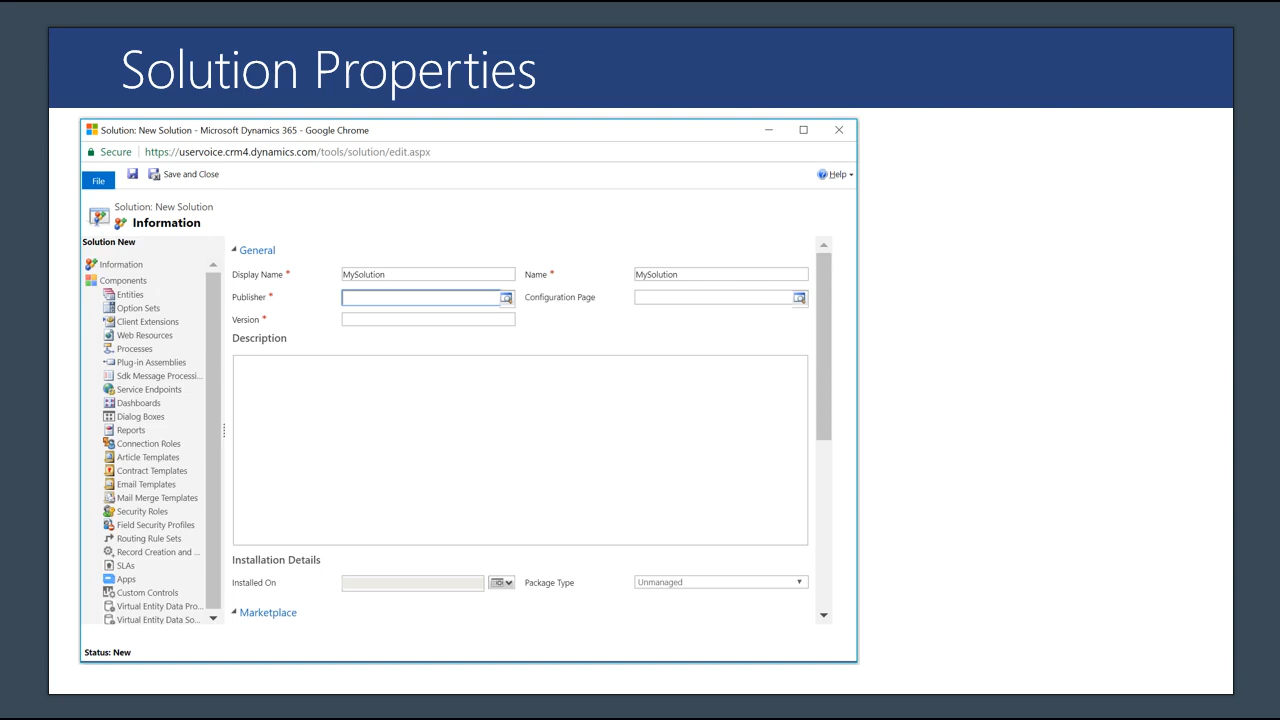 Solution Properties
Solution: New Solution - Microsoft Dynamics 365 - Google Chrome
Secure https://uservoice.crm4.dynamics.com/tools/solution/edit.aspx
File Save and Close Help
Solution: New Solution
Information
Solution New
Information
Components
Entities
Option Sets
Client Extensions
Web Resources
Processes
Plug-in Assemblies
Sdk Message Processi...
Service Endpoints
Dashboards
Dialog Boxes
Reports
Connection Roles
Article Templates
Contract Templates
Email Templates
Mail Merge Templates
Security Roles
Field Security Profiles
Routing Rule Sets
Record Creation and ...
SLAs
Apps
Custom Controls
Virtual Entity Data Pro...
Virtual Entity Data So...
General
Display Name * MySolution Name * MySolution
Publisher * Configuration Page
Version *
Description
Installation Details
Installed On Package Type Unmanaged
Marketplace
Status: New